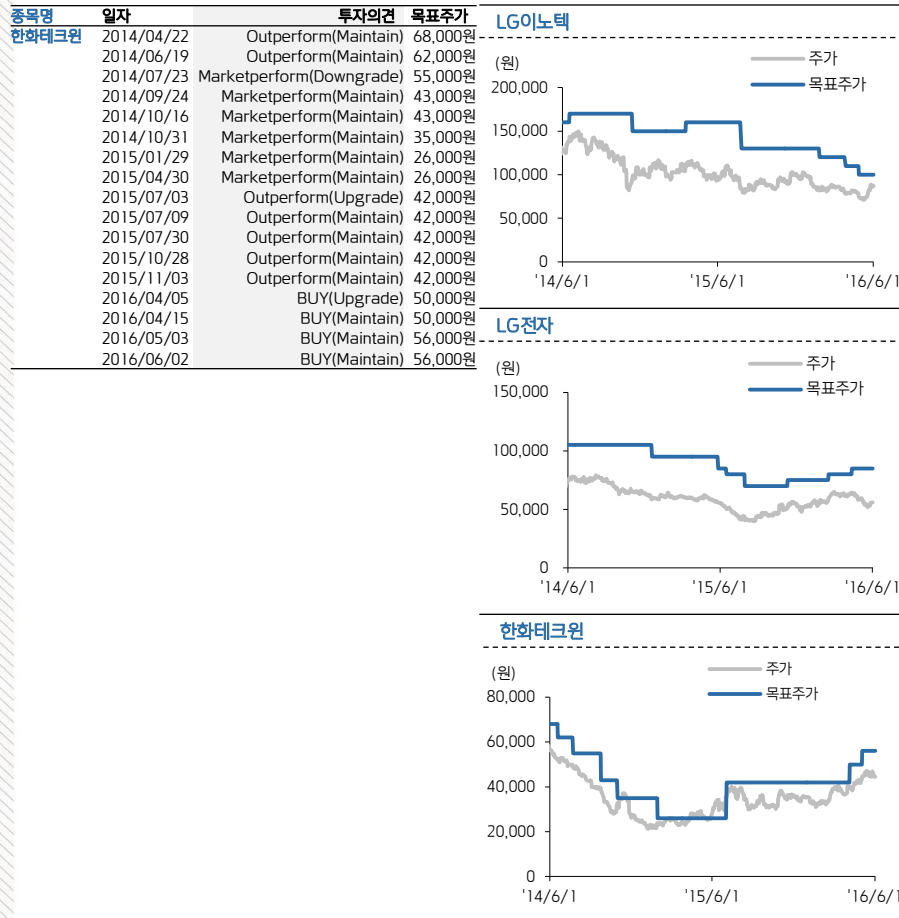 종목명 일자 투자의견 목표주가
한화테크윈 2014/04/22 Outperform(Maintain) 68,000원
2014/06/19 Outperform(Maintain) 62,000원
2014/07/23 Marketperform(Downgrade) 55,000원
2014/09/24 Marketperform(Maintain) 43,000원
2014/10/16 Marketperform(Maintain) 43,000원
2014/10/31 Marketperform(Maintain) 35,000원
2015/01/29 Marketperform(Maintain) 26,000원
2015/04/30 Marketperform(Maintain) 26,000원
2015/07/03 Outperform(Upgrade) 42,000원
2015/07/09 Outperform(Maintain) 42,000원
2015/07/30 Outperform(Maintain) 42,000원
2015/10/28 Outperform(Maintain) 42,000원
2015/11/03 Outperform(Maintain) 42,000원
2016/04/05 BUY(Upgrade) 50,000원
2016/04/15 BUY(Maintain) 50,000원
2016/05/03 BUY(Maintain) 56,000원
2016/06/02 BUY(Maintain) 56,000원
LG이노텍
(원)
주가
목표주가
200,000
150,000
100,000
50,000
0
'14/6/1 '15/6/1 '16/6/1
LG전자
(원)
주가
목표주가
150,000
100,000
50,000
0
'14/6/1 '15/6/1 '16/6/1
한화테크윈
(원)
주가
목표주가
80,000
60,000
40,000
20,000
0
'14/6/1 '15/6/1 '16/6/1